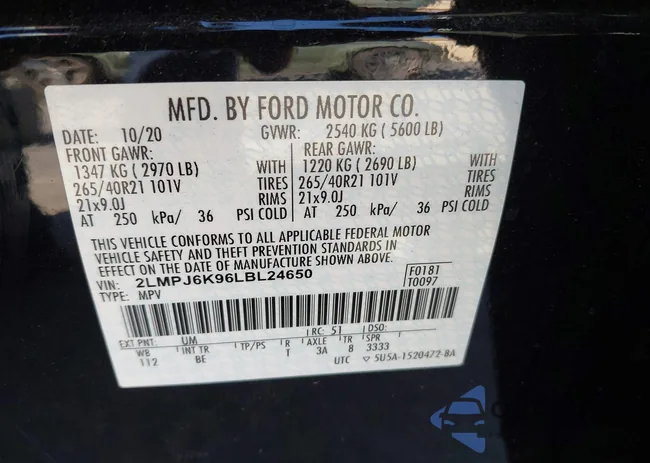 MFD. BY FORD MOTOR CO.
DATE: 10/20 GVWR: 2540 KG ( 5600 LB)
FRONT GAWR: REAR GAWR:
1347 KG ( 2970 LB) WITH 1220 KG ( 2690 LB) WITH
265/40R21 101V TIRES 265/40R21 101V TIRES
21x9.0J RIMS 21x9.0J RIMS
AT 250 kPa/ 36 PSI COLD AT 250 kPa/ 36 PSI COLD
THIS VEHICLE CONFORMS TO ALL APPLICABLE FEDERAL MOTOR
VEHICLE SAFETY AND THEFT PREVENTION STANDARDS IN
EFFECT ON THE DATE OF MANUFACTURE SHOWN ABOVE.
VIN: 2LMPJ6K96LBL24650 F0181
TYPE: MPV T0097
EXT PNT: UM RC: 51 DSO:
WB INT TR TP/PS R AXLE TR SPR
112 BE T 3A 8 3333
UTC ▽ 5U5A-1520472-BA